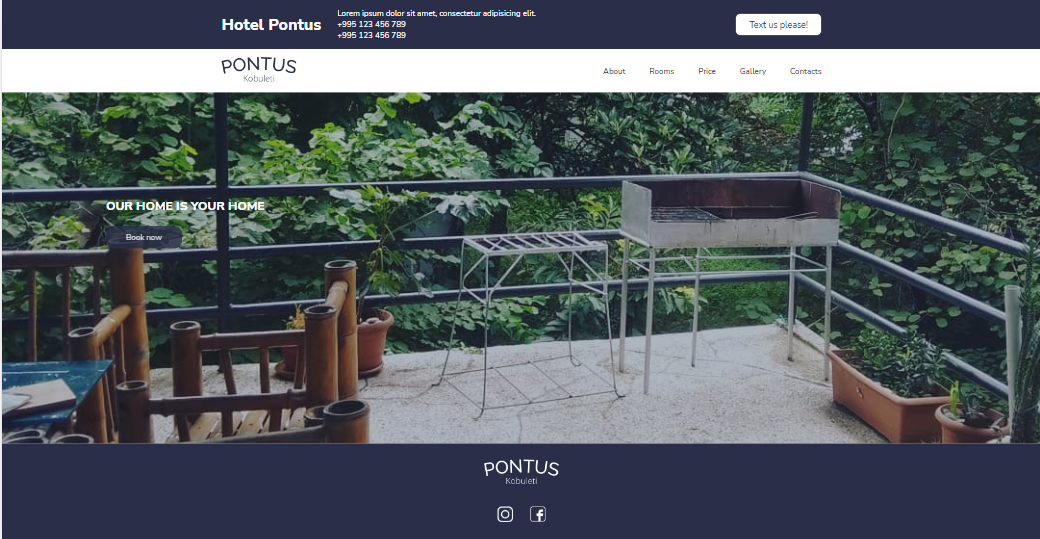 Hotel Pontus
Lorem ipsum dolor sit amet, consectetur adipisicing elit.
+995 123 456 789
+995 123 456 789
Text us please!
PONTUS
Kobuleti
About
Rooms
Price
Gallery
Contacts
OUR HOME IS YOUR HOME
Book now
PONTUS
Kobuleti